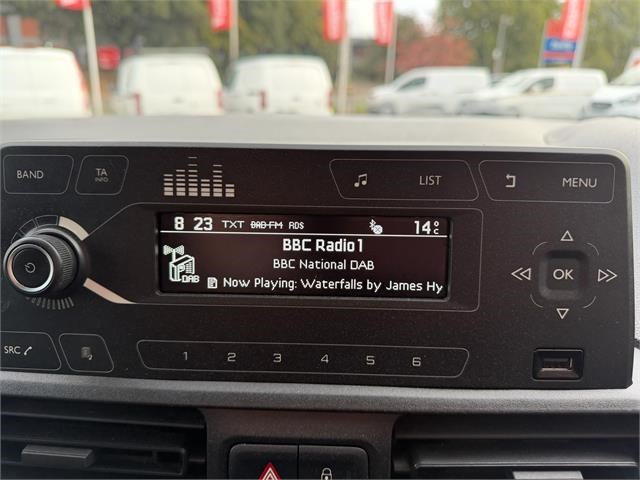 BAND
TA
INFO
LIST
MENU
8 23 TXT DAB-FM RDS 14°C
BBC Radio1
BBC National DAB
DAB
Now Playing: Waterfalls by James Hy
OK
SRC
1 2 3 4 5 6